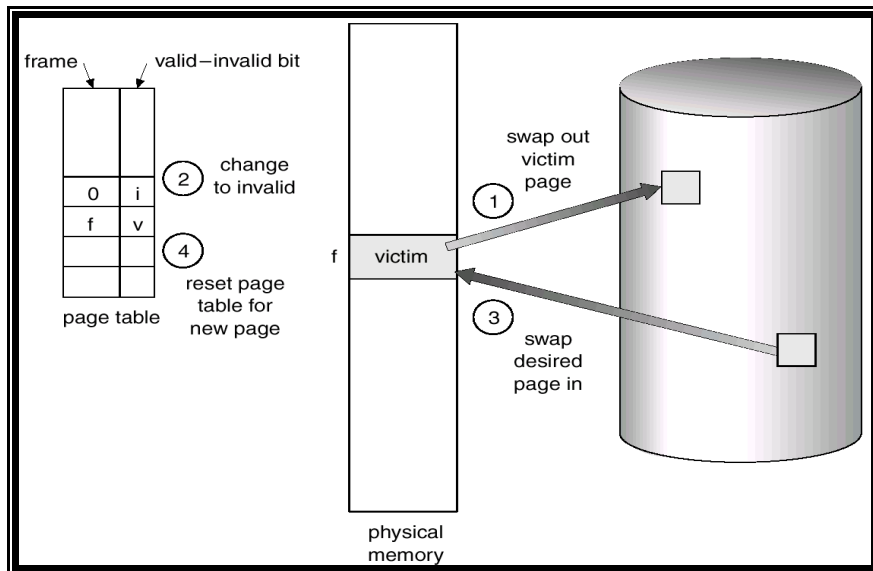 frame
valid–invalid bit
0 i
f v
page table
2
change
to invalid
4
reset page
table for
new page
f
victim
physical
memory
1
swap out
victim
page
3
swap
desired
page in